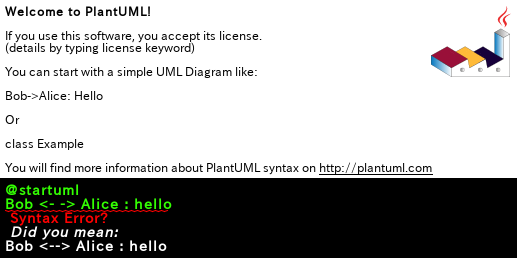 Welcome to PlantUML!
If you use this software, you accept its license.
(details by typing license keyword)
You can start with a simple UML Diagram like:
Bob->Alice: Hello
Or
class Example
You will find more information about PlantUML syntax on http://plantuml.com
@startuml
Bob <- -> Alice : hello
Syntax Error?
Did you mean:
Bob <--> Alice : hello